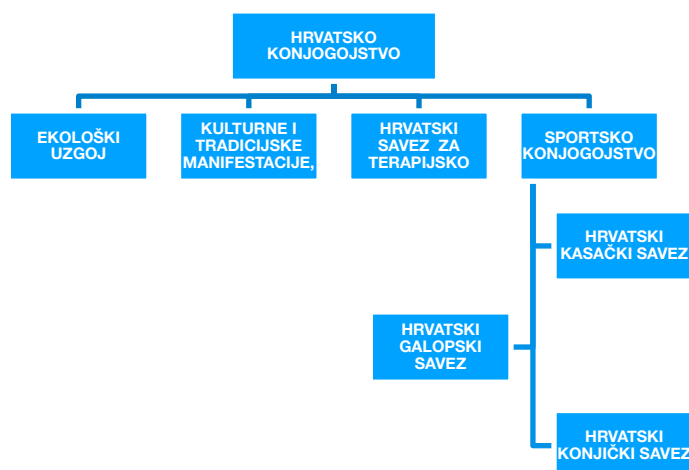 HRVATSKO
KONJOGOJSTVO
EKOLOŠKI
UZGOJ
KULTURNE I
TRADICIJSKE
MANIFESTACIJE,
HRVATSKI
SAVEZ ZA
TERAPIJSKO
SPORTSKO
KONJOGOJSTVO
HRVATSKI
KASAČKI SAVEZ
HRVATSKI
GALOPSKI
SAVEZ
HRVATSKI
KONJIČKI SAVEZ